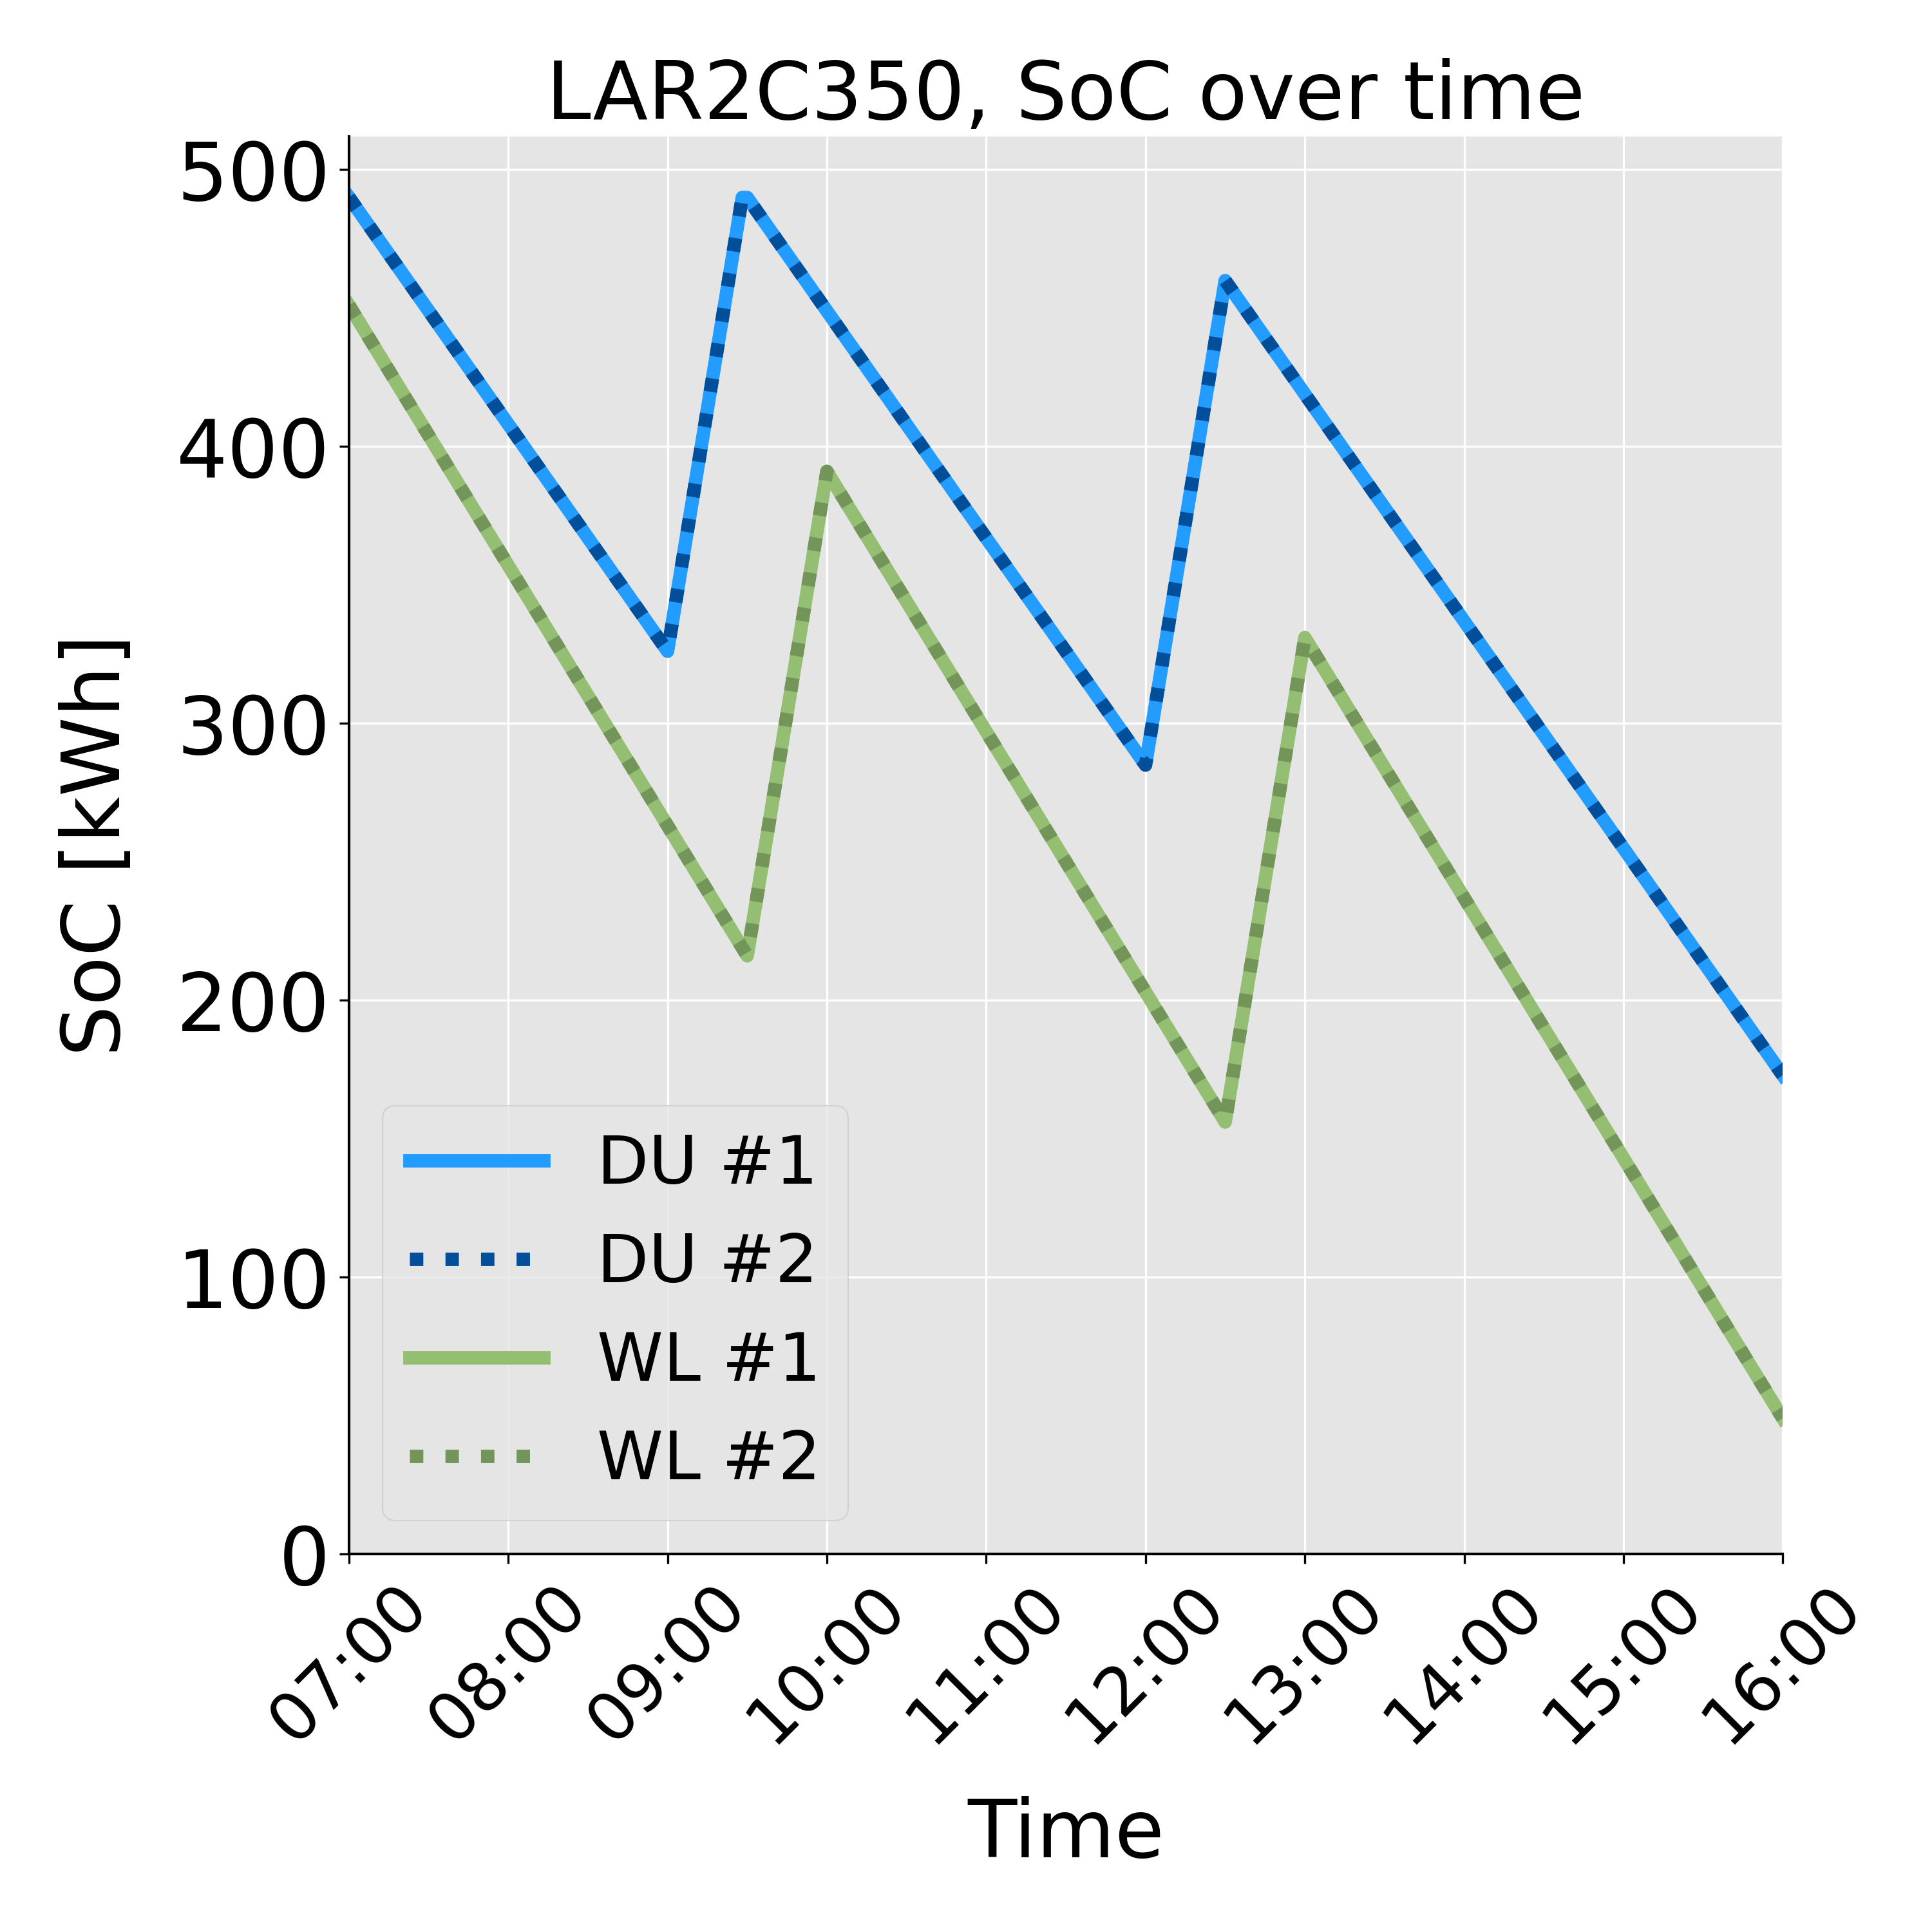 LAR2C350, SoC over time
SoC [kWh]
500
400
300
200
100
0
DU #1
DU #2
WL #1
WL #2
07:00
08:00
09:00
10:00
11:00
12:00
13:00
14:00
15:00
16:00
Time